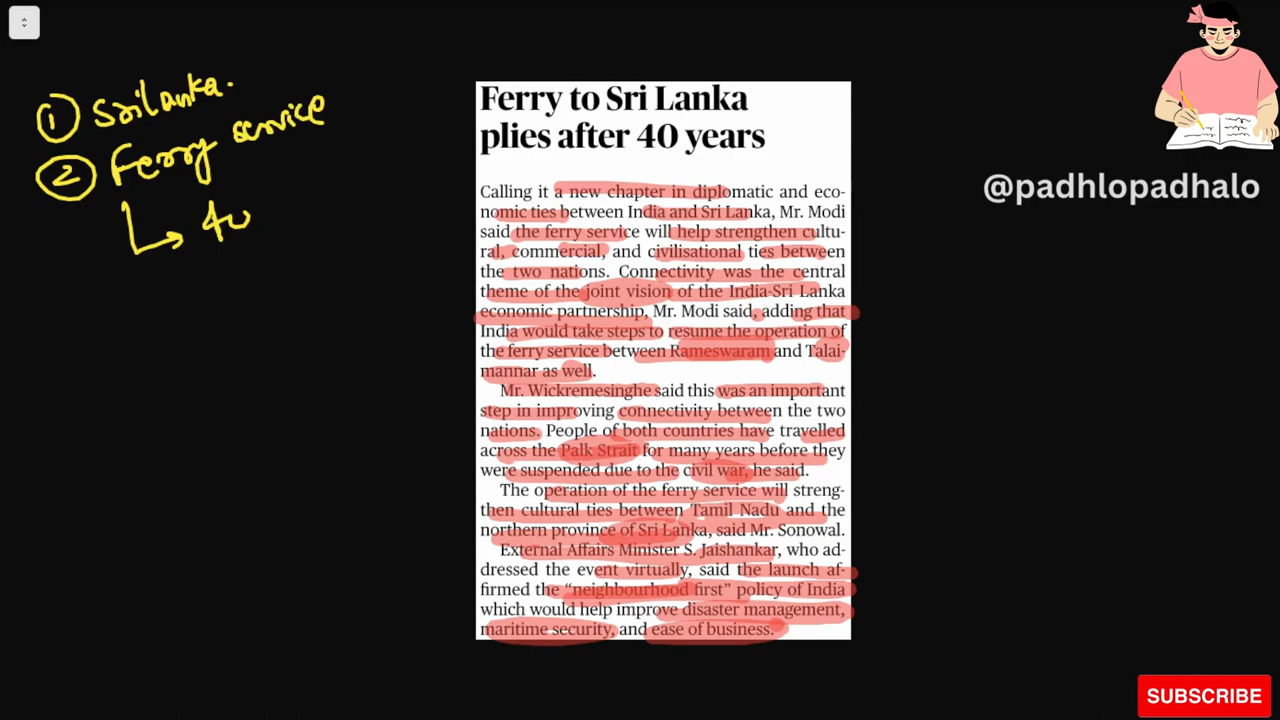 ① Srilanka.
② Ferry service
↳ 40
Ferry to Sri Lanka
plies after 40 years
Calling it a new chapter in diplomatic and eco-
nomic ties between India and Sri Lanka, Mr. Modi
said the ferry service will help strengthen cultu-
ral, commercial, and civilisational ties between
the two nations. Connectivity was the central
theme of the joint vision of the India-Sri Lanka
economic partnership, Mr. Modi said, adding that
India would take steps to resume the operation of
the ferry service between Rameswaram and Talai-
mannar as well.
Mr. Wickremesinghe said this was an important
step in improving connectivity between the two
nations. People of both countries have travelled
across the Palk Strait for many years before they
were suspended due to the civil war, he said.
The operation of the ferry service will streng-
then cultural ties between Tamil Nadu and the
northern province of Sri Lanka, said Mr. Sonowal.
External Affairs Minister S. Jaishankar, who ad-
dressed the event virtually, said the launch af-
firmed the “neighbourhood first” policy of India
which would help improve disaster management,
maritime security, and ease of business.
@padhlopadhalo
SUBSCRIBE